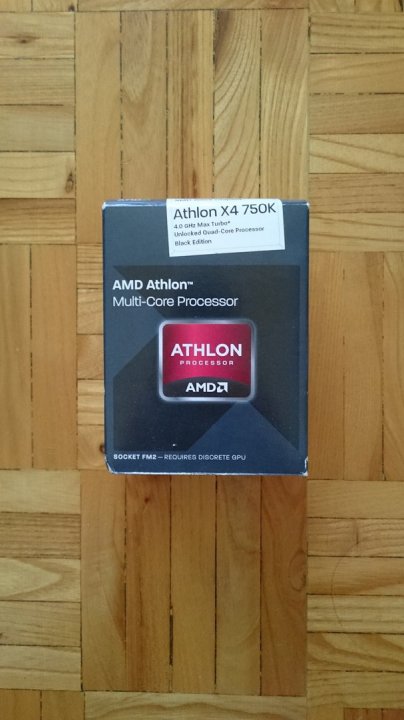 Athlon X4 750K
4.0 GHz Max Turbo*
Unlocked Quad-Core Processor
Black Edition
AMD Athlon™
Multi-Core Processor
ATHLON
PROCESSOR
AMD
SOCKET FM2 — REQUIRES DISCRETE GPU